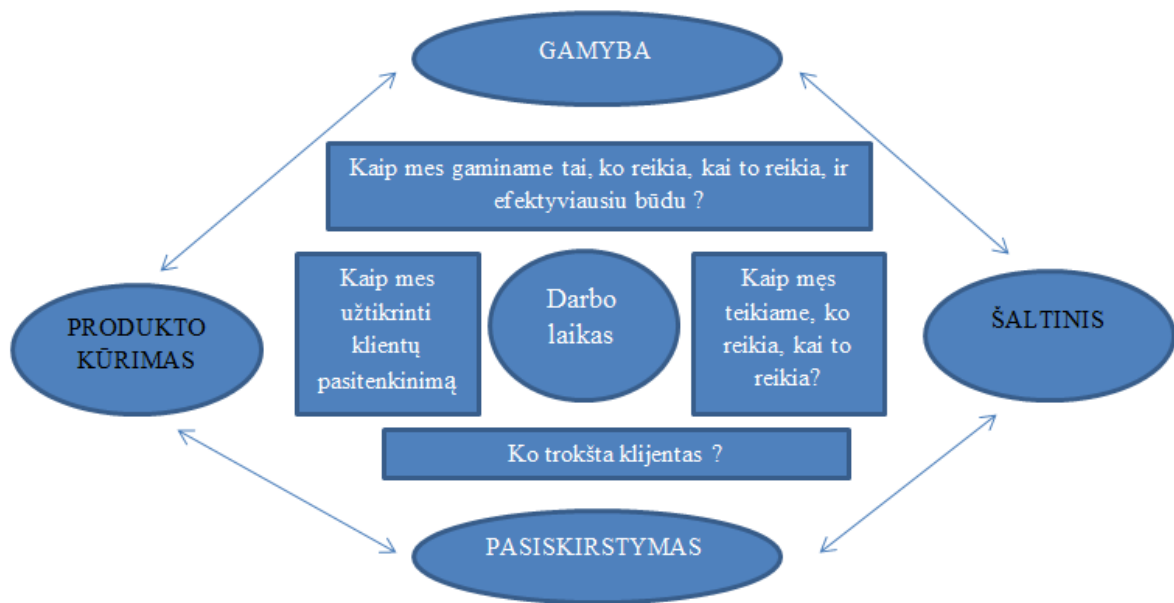 GAMYBA
Kaip mes gaminame tai, ko reikia, kai to reikia, ir
efektyviausiu būdu ?
Kaip mes
užtikrinti
klientų
pasitenkinimą
Darbo
laikas
Kaip męs
teikiame, ko
reikia, kai to
reikia?
PRODUKTO
KŪRIMAS
ŠALTINIS
Ko trokšta klijentas ?
PASISKIRSTYMAS